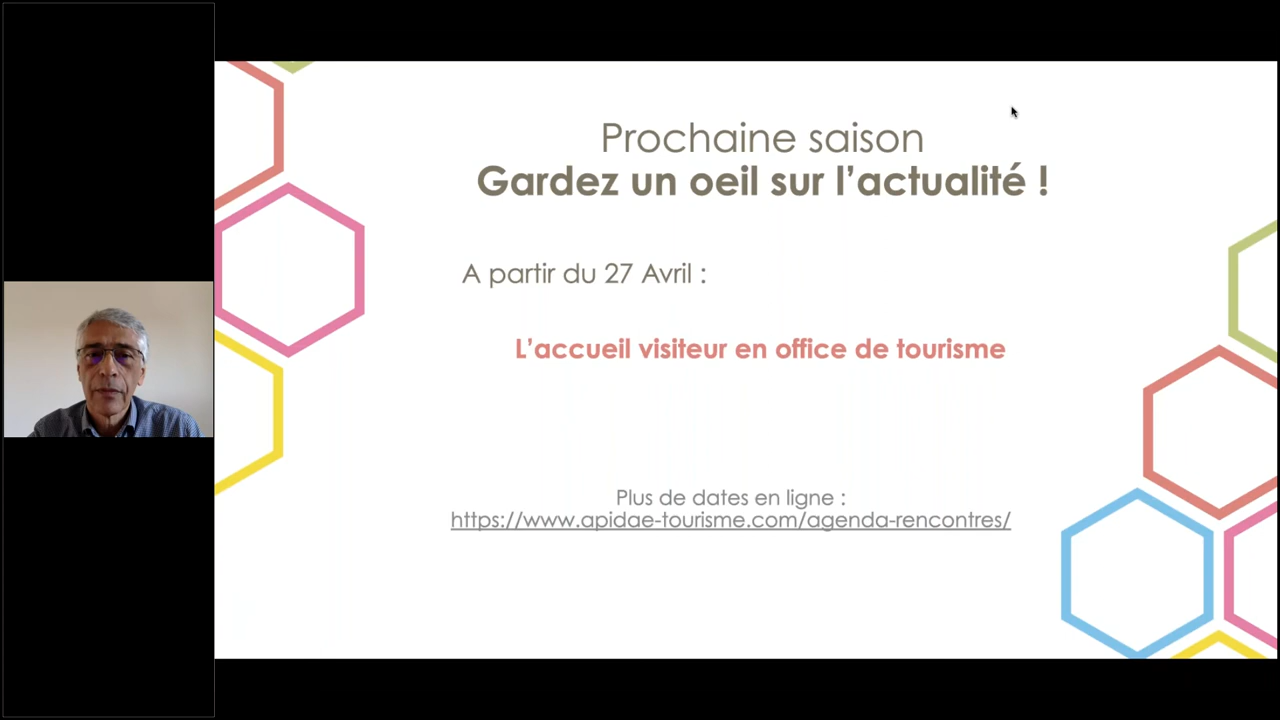 Prochaine saison
Gardez un oeil sur l’actualité !
A partir du 27 Avril :
L’accueil visiteur en office de tourisme
Plus de dates en ligne :
https://www.apidae-tourisme.com/agenda-rencontres/